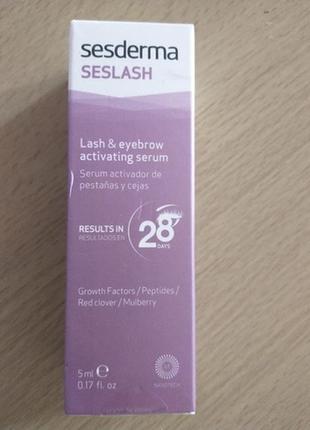 sesderma
SESLASH
Lash & eyebrow
activating serum
Serum activador de
pestañas y cejas
RESULTS IN
RESULTADOS EN
28
DAYS
Growth Factors / Peptides /
Red clover / Mulberry
5 ml ℮
0.17 fl. oz
NANOTECH